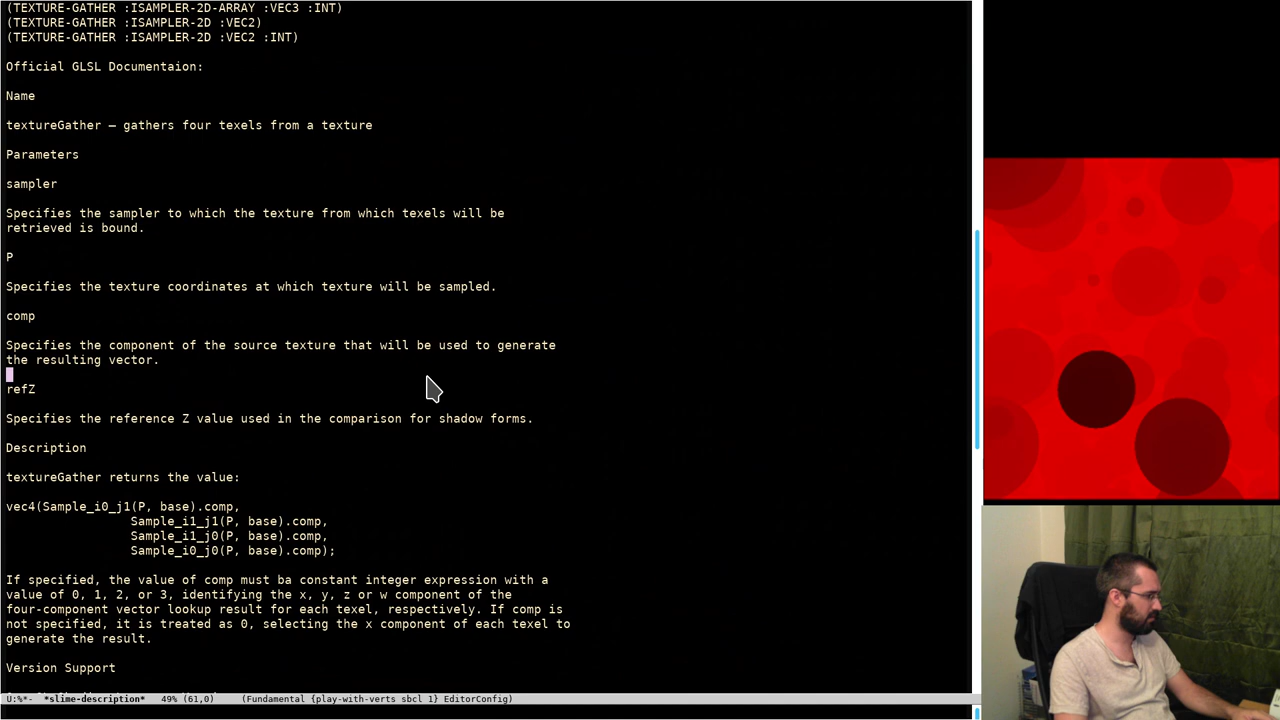 (TEXTURE-GATHER :ISAMPLER-2D-ARRAY :VEC3 :INT)
(TEXTURE-GATHER :ISAMPLER-2D :VEC2)
(TEXTURE-GATHER :ISAMPLER-2D :VEC2 :INT)
Official GLSL Documentaion:
Name
textureGather — gathers four texels from a texture
Parameters
sampler
Specifies the sampler to which the texture from which texels will be
retrieved is bound.
P
Specifies the texture coordinates at which texture will be sampled.
comp
Specifies the component of the source texture that will be used to generate
the resulting vector.
refZ
Specifies the reference Z value used in the comparison for shadow forms.
Description
textureGather returns the value:
vec4(Sample_i0_j1(P, base).comp,
Sample_i1_j1(P, base).comp,
Sample_i1_j0(P, base).comp,
Sample_i0_j0(P, base).comp);
If specified, the value of comp must ba constant integer expression with a
value of 0, 1, 2, or 3, identifying the x, y, z or w component of the
four-component vector lookup result for each texel, respectively. If comp is
not specified, it is treated as 0, selecting the x component of each texel to
generate the result.
Version Support
U:%*-  *slime-description*   49% (61,0)     (Fundamental {play-with-verts sbcl 1} EditorConfig)